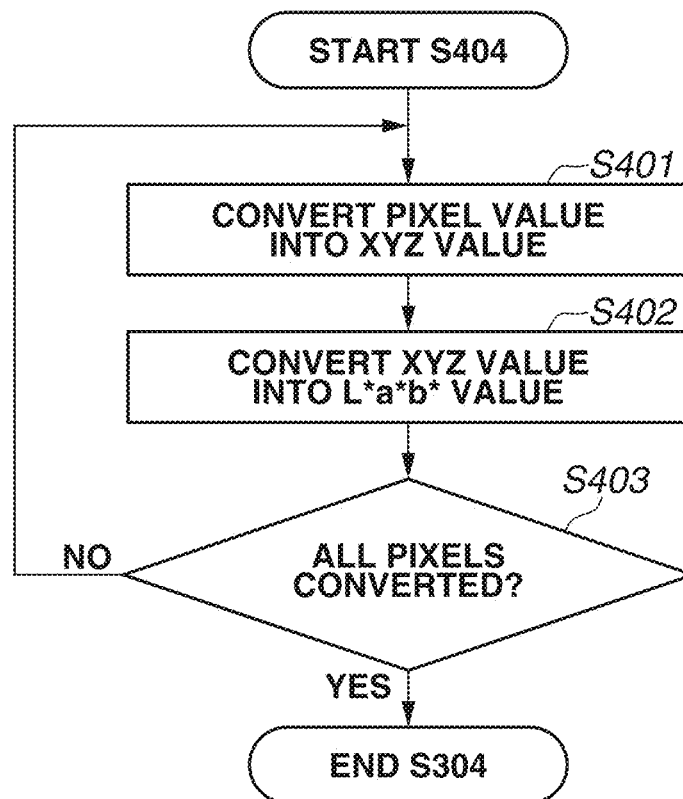 START S404
S401
CONVERT PIXEL VALUE
INTO XYZ VALUE
S402
CONVERT XYZ VALUE
INTO L*a*b* VALUE
S403
ALL PIXELS
CONVERTED?
NO
YES
END S304